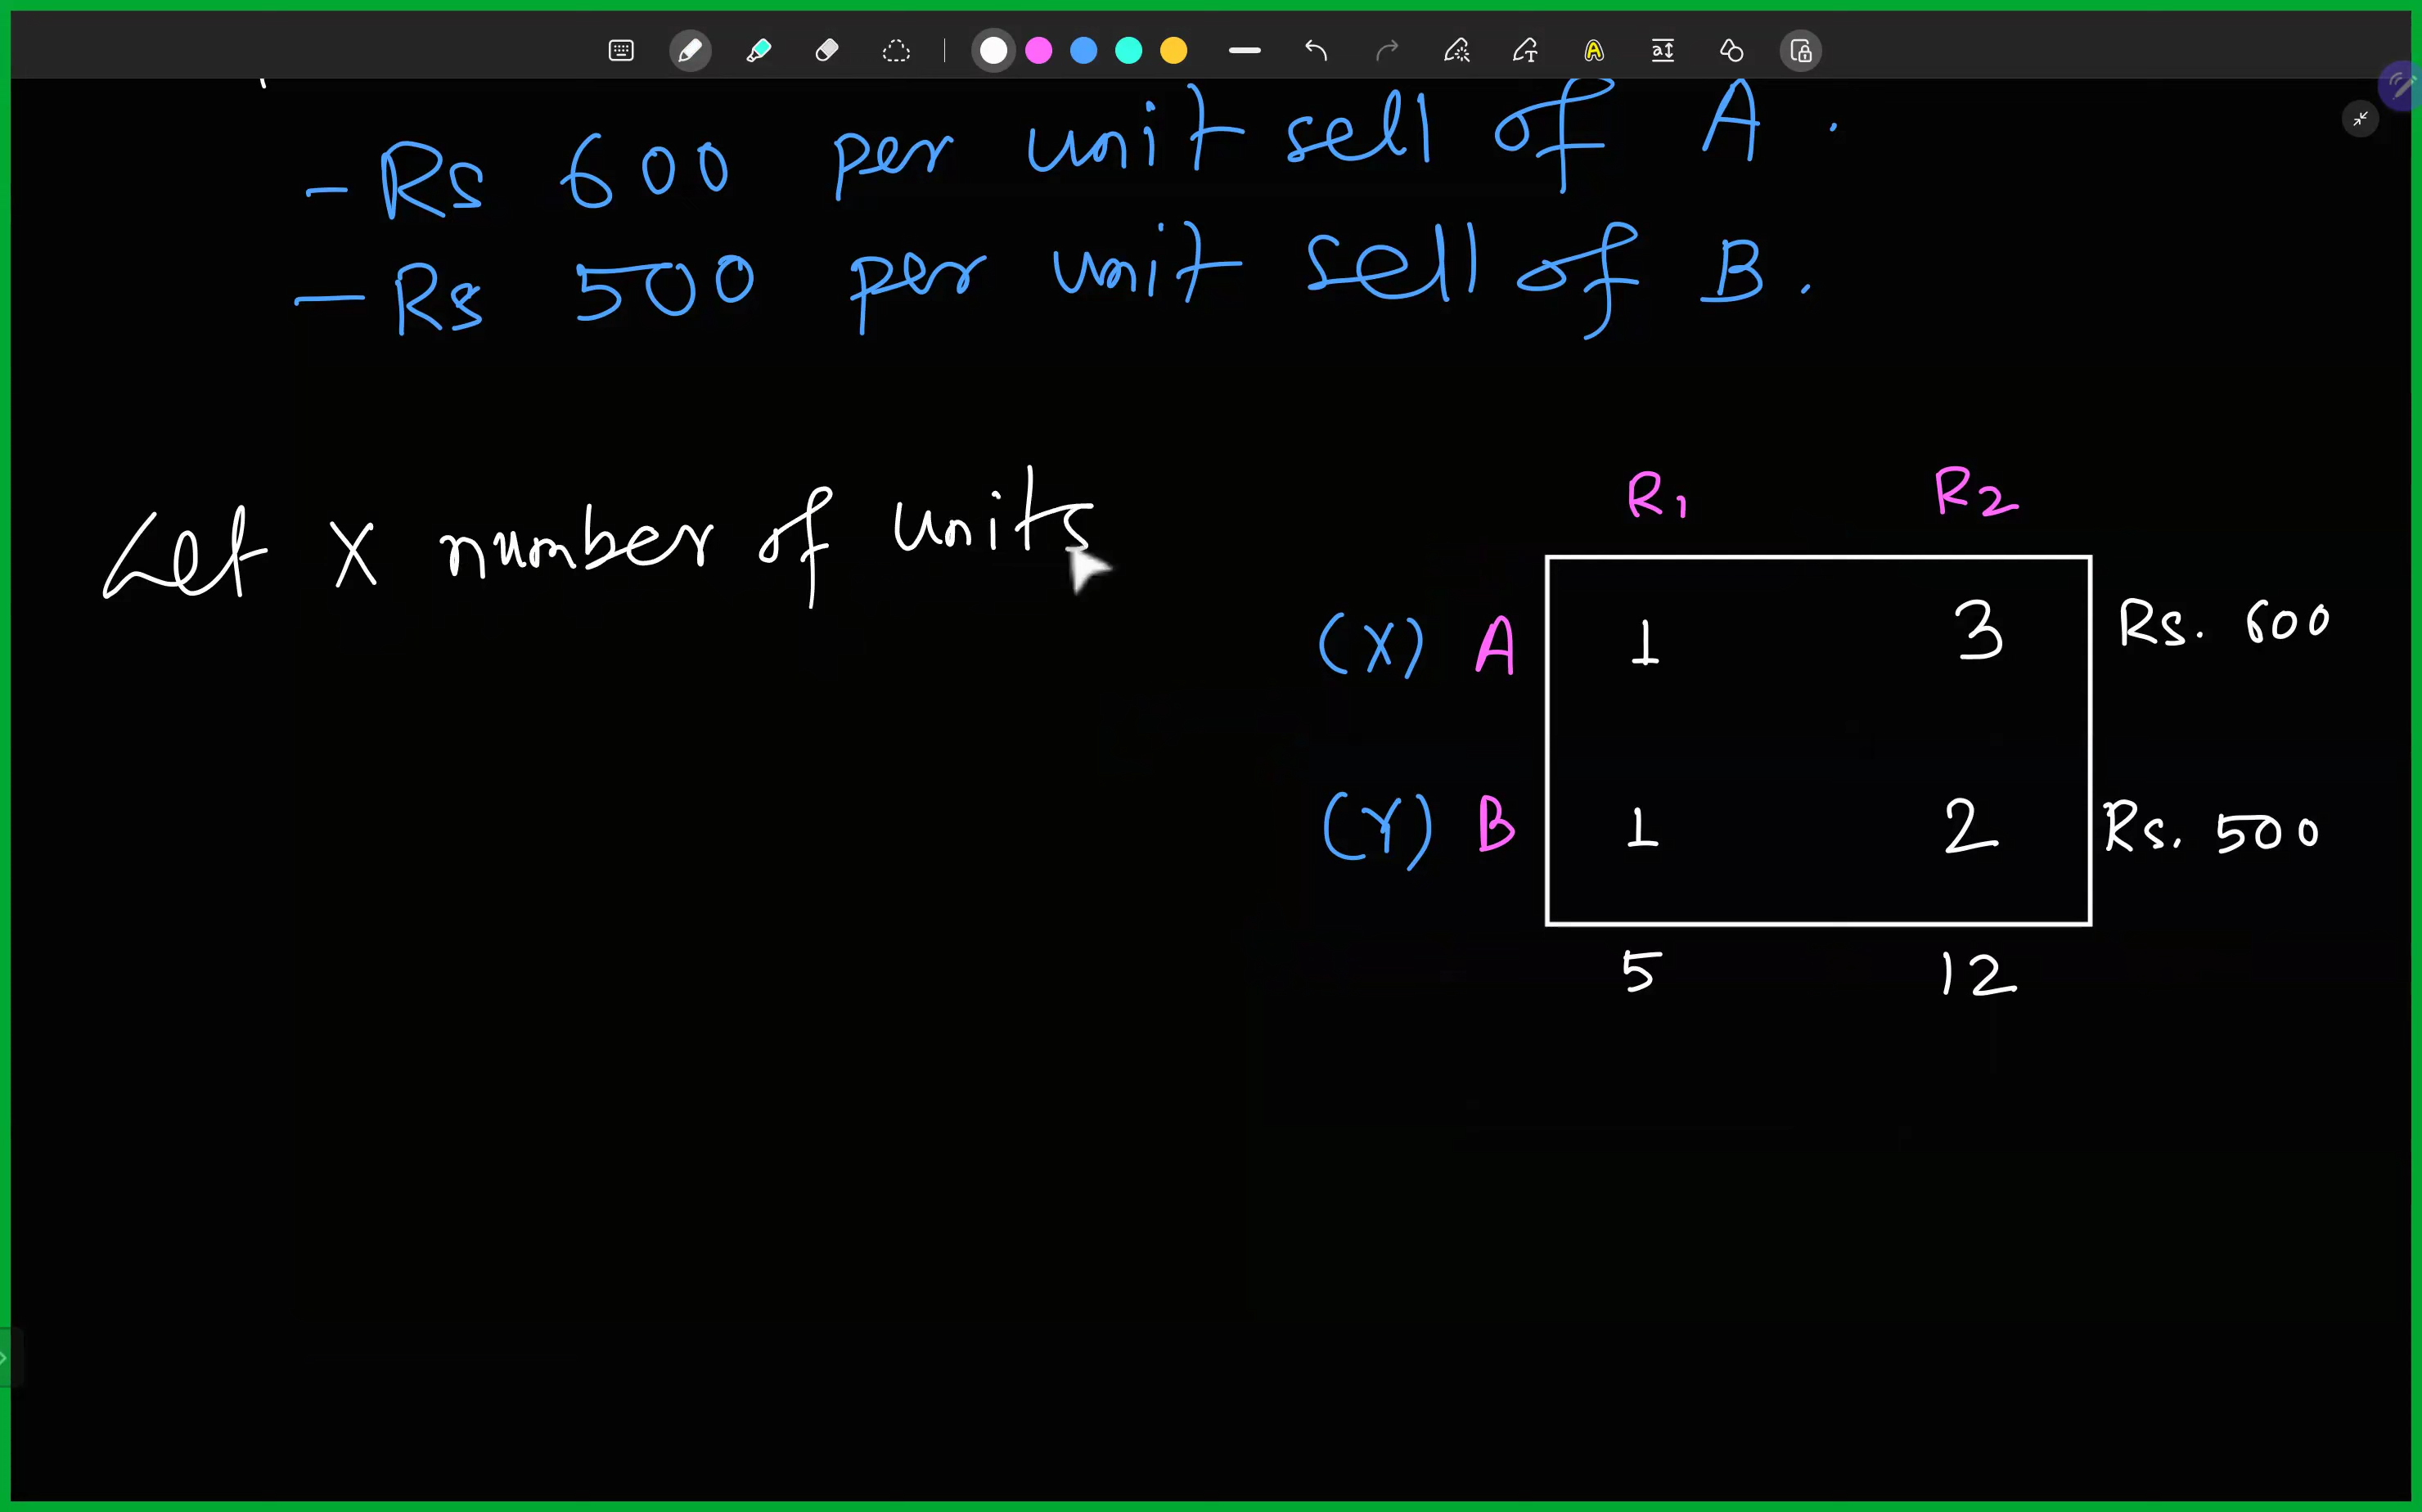 - Rs 600 per unit sell of A.
- Rs 500 per unit sell of B.
Let X number of units
R1 R2
(X) A 1 3 Rs. 600
(Y) B 1 2 Rs. 500
5 12